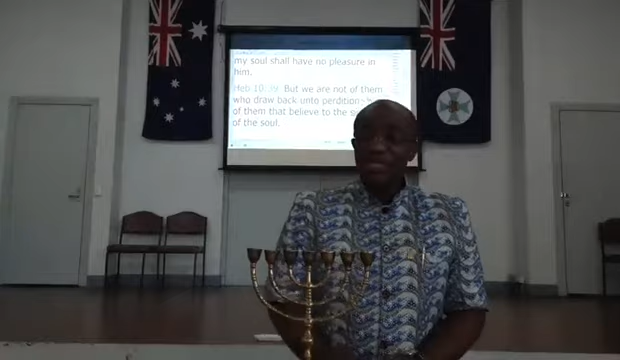 my soul shall have no pleasure in
him.
Heb 10:39 But we are not of them
who draw back unto perdition;
of them that believe to the
of the soul.